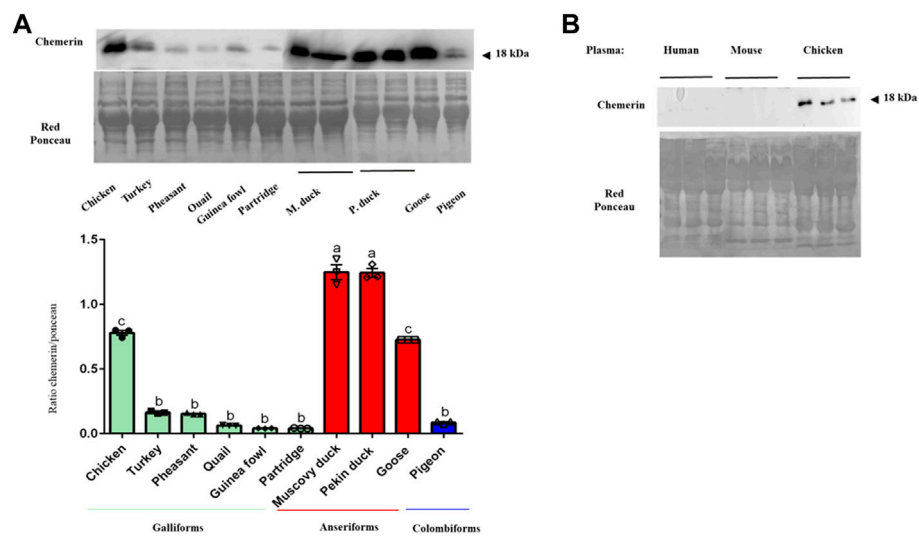 A
Chemerin
◄ 18 kDa
Red
Ponceau
Chicken
Turkey
Pheasant
Quail
Guinea fowl
Partridge
M. duck
P. duck
Goose
Pigeon
Ratio chemerin/ponceau
1.5
1.0
0.5
0.0
c
b
b
b
b
b
a
a
c
b
Chicken
Turkey
Pheasant
Quail
Guinea fowl
Partridge
Muscovy duck
Pekin duck
Goose
Pigeon
Galliforms
Anseriforms
Colombiforms
B
Plasma:
Human
Mouse
Chicken
Chemerin
◄ 18 kDa
Red
Ponceau